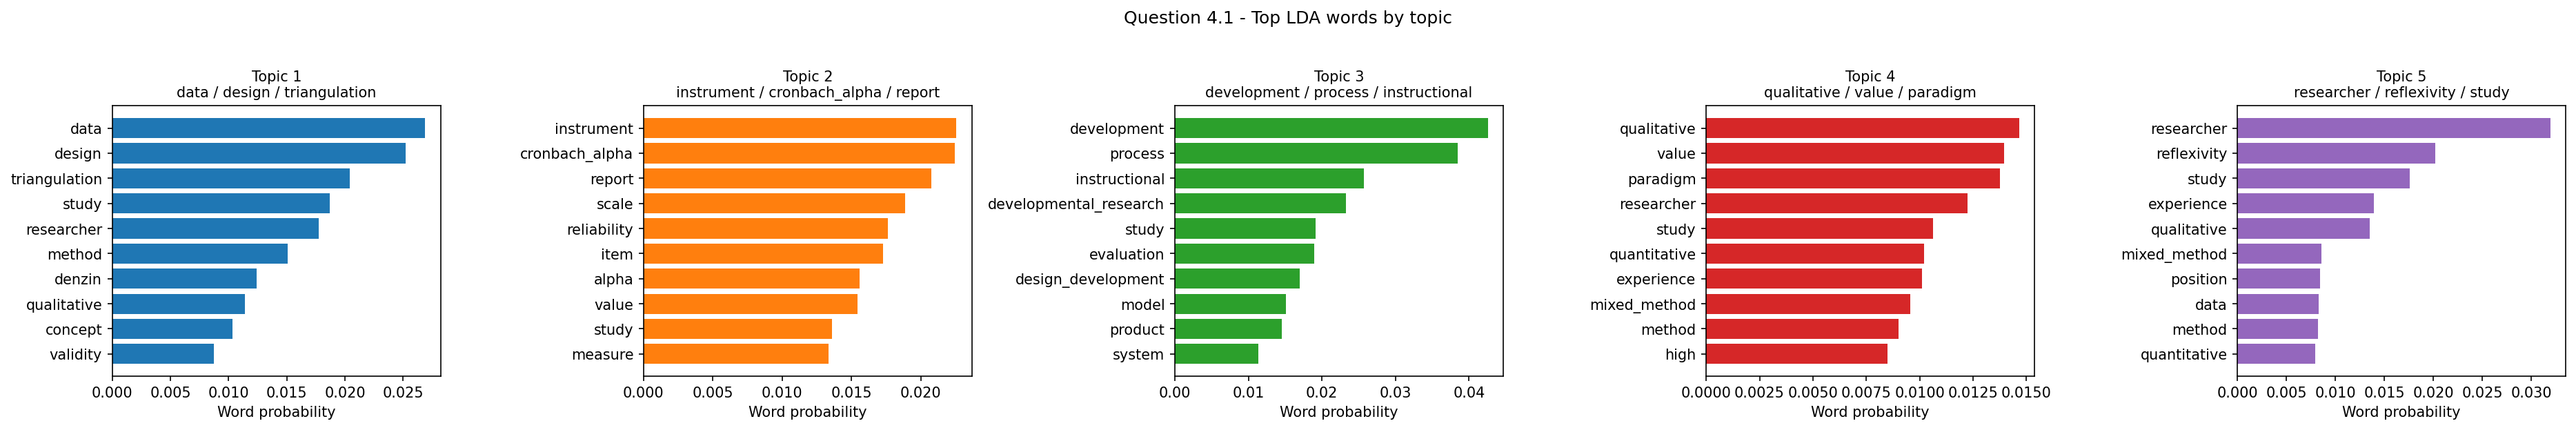 Question 4.1 - Top LDA words by topic
Topic 1
data / design / triangulation
data
design
triangulation
study
researcher
method
denzin
qualitative
concept
validity
0.000 0.005 0.010 0.015 0.020 0.025
Word probability
Topic 2
instrument / cronbach_alpha / report
instrument
cronbach_alpha
report
scale
reliability
item
alpha
value
study
measure
0.000 0.005 0.010 0.015 0.020
Word probability
Topic 3
development / process / instructional
development
process
instructional
developmental_research
study
evaluation
design_development
model
product
system
0.00 0.01 0.02 0.03 0.04
Word probability
Topic 4
qualitative / value / paradigm
qualitative
value
paradigm
researcher
study
quantitative
experience
mixed_method
method
high
0.0000 0.0025 0.0050 0.0075 0.0100 0.0125 0.0150
Word probability
Topic 5
researcher / reflexivity / study
researcher
reflexivity
study
experience
qualitative
mixed_method
position
data
method
quantitative
0.000 0.005 0.010 0.015 0.020 0.025 0.030
Word probability